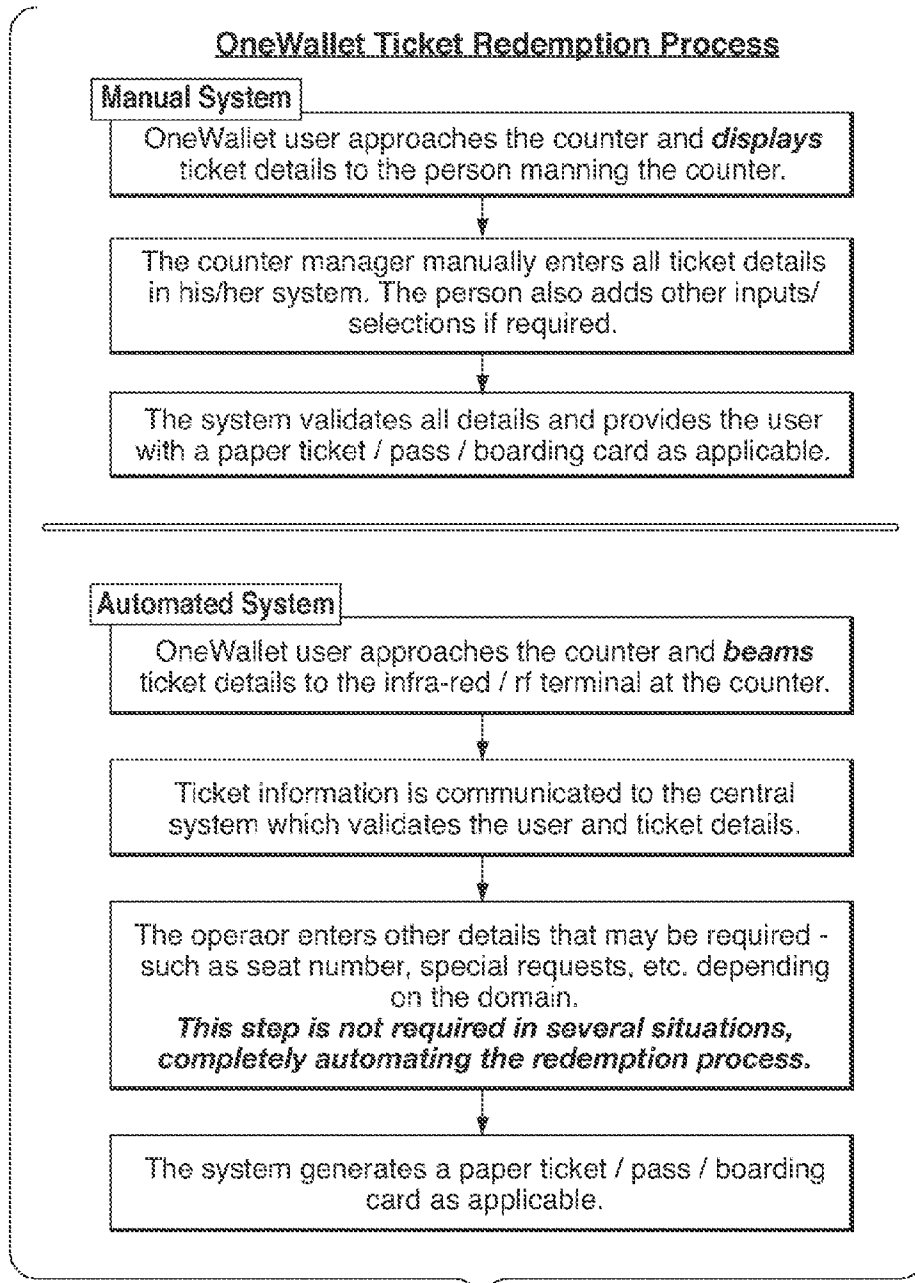 OneWallet Ticket Redemption Process
Manual System
OneWallet user approaches the counter and displays
ticket details to the person manning the counter.
The counter manager manually enters all ticket details
in his/her system. The person also adds other inputs/
selections if required.
The system validates all details and provides the user
with a paper ticket / pass / boarding card as applicable.
Automated System
OneWallet user approaches the counter and beams
ticket details to the infra-red / rf terminal at the counter.
Ticket information is communicated to the central
system which validates the user and ticket details.
The operaor enters other details that may be required -
such as seat number, special requests, etc. depending
on the domain.
This step is not required in several situations,
completely automating the redemption process.
The system generates a paper ticket / pass / boarding
card as applicable.